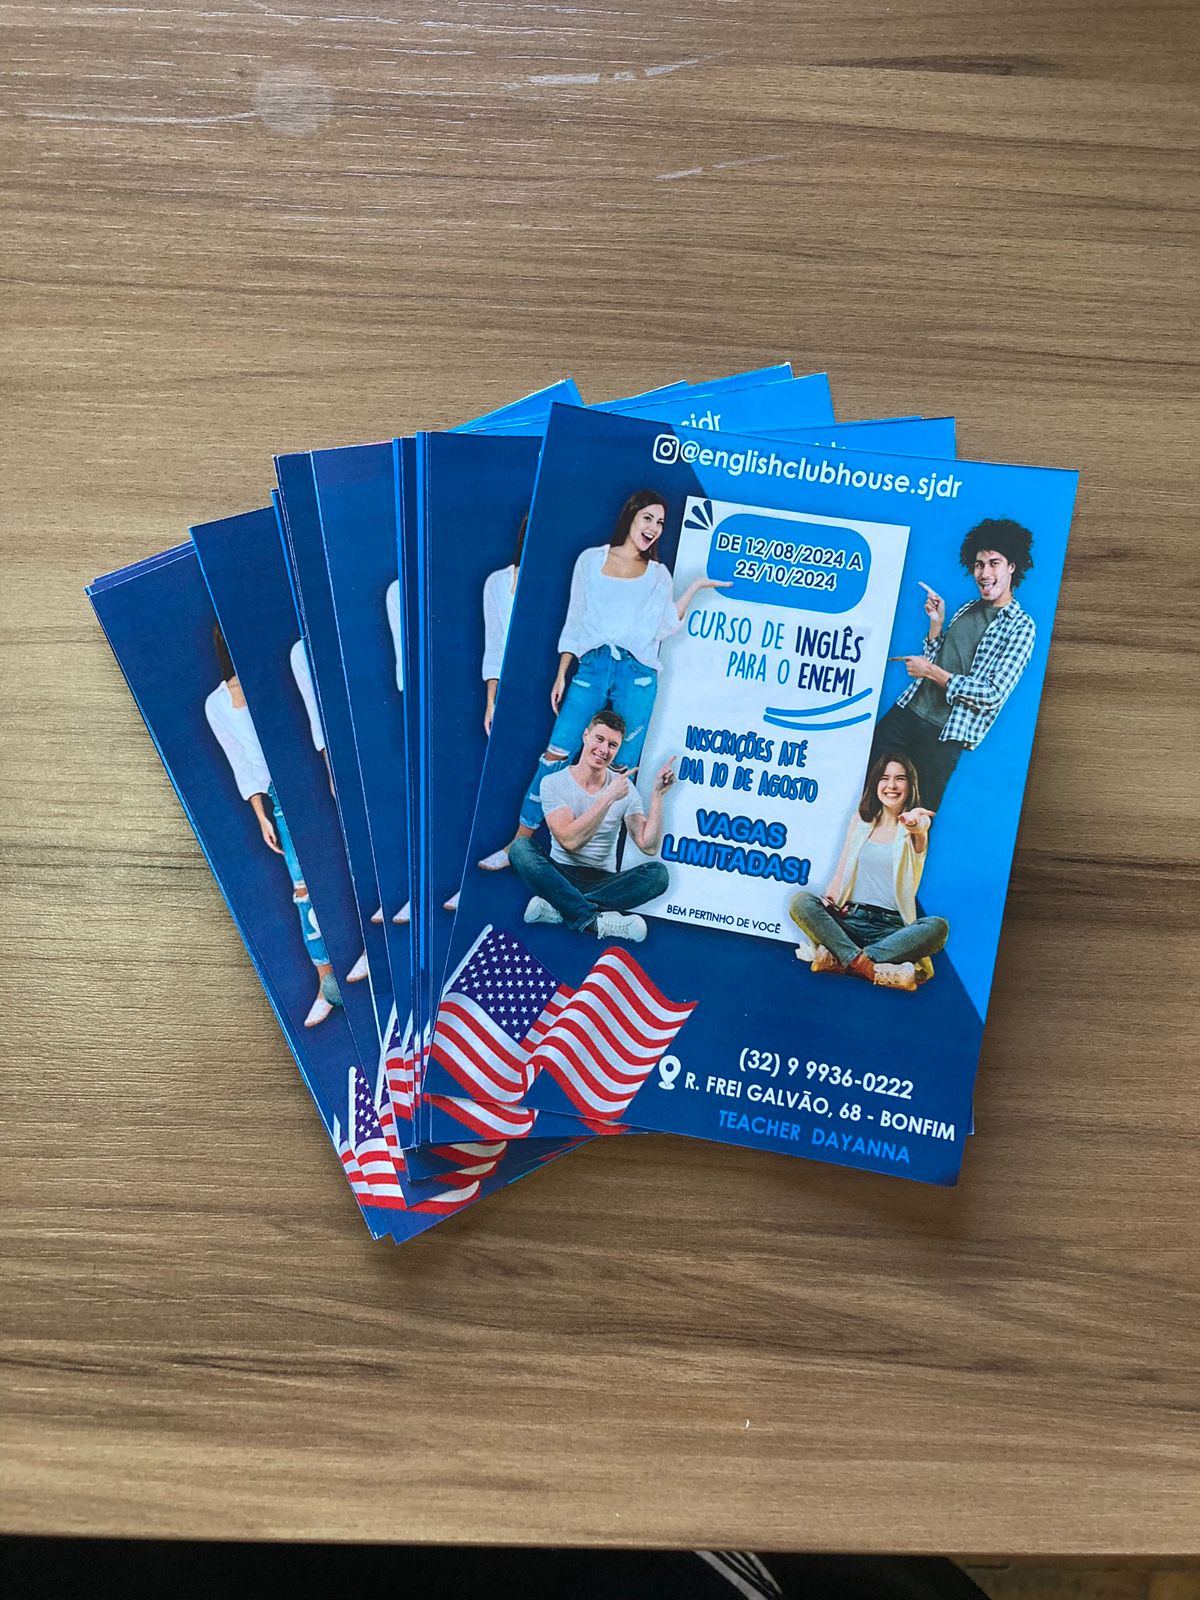 @englishclubhouse.sjdr
DE 12/08/2024 A
25/10/2024
CURSO DE INGLÊS
PARA O ENEM!
INSCRIÇÕES ATÉ
DIA 10 DE AGOSTO
VAGAS
LIMITADAS!
BEM PERTINHO DE VOCÊ
(32) 9 9936-0222
R. FREI GALVÃO, 68 - BONFIM
TEACHER DAYANNA
sjdr